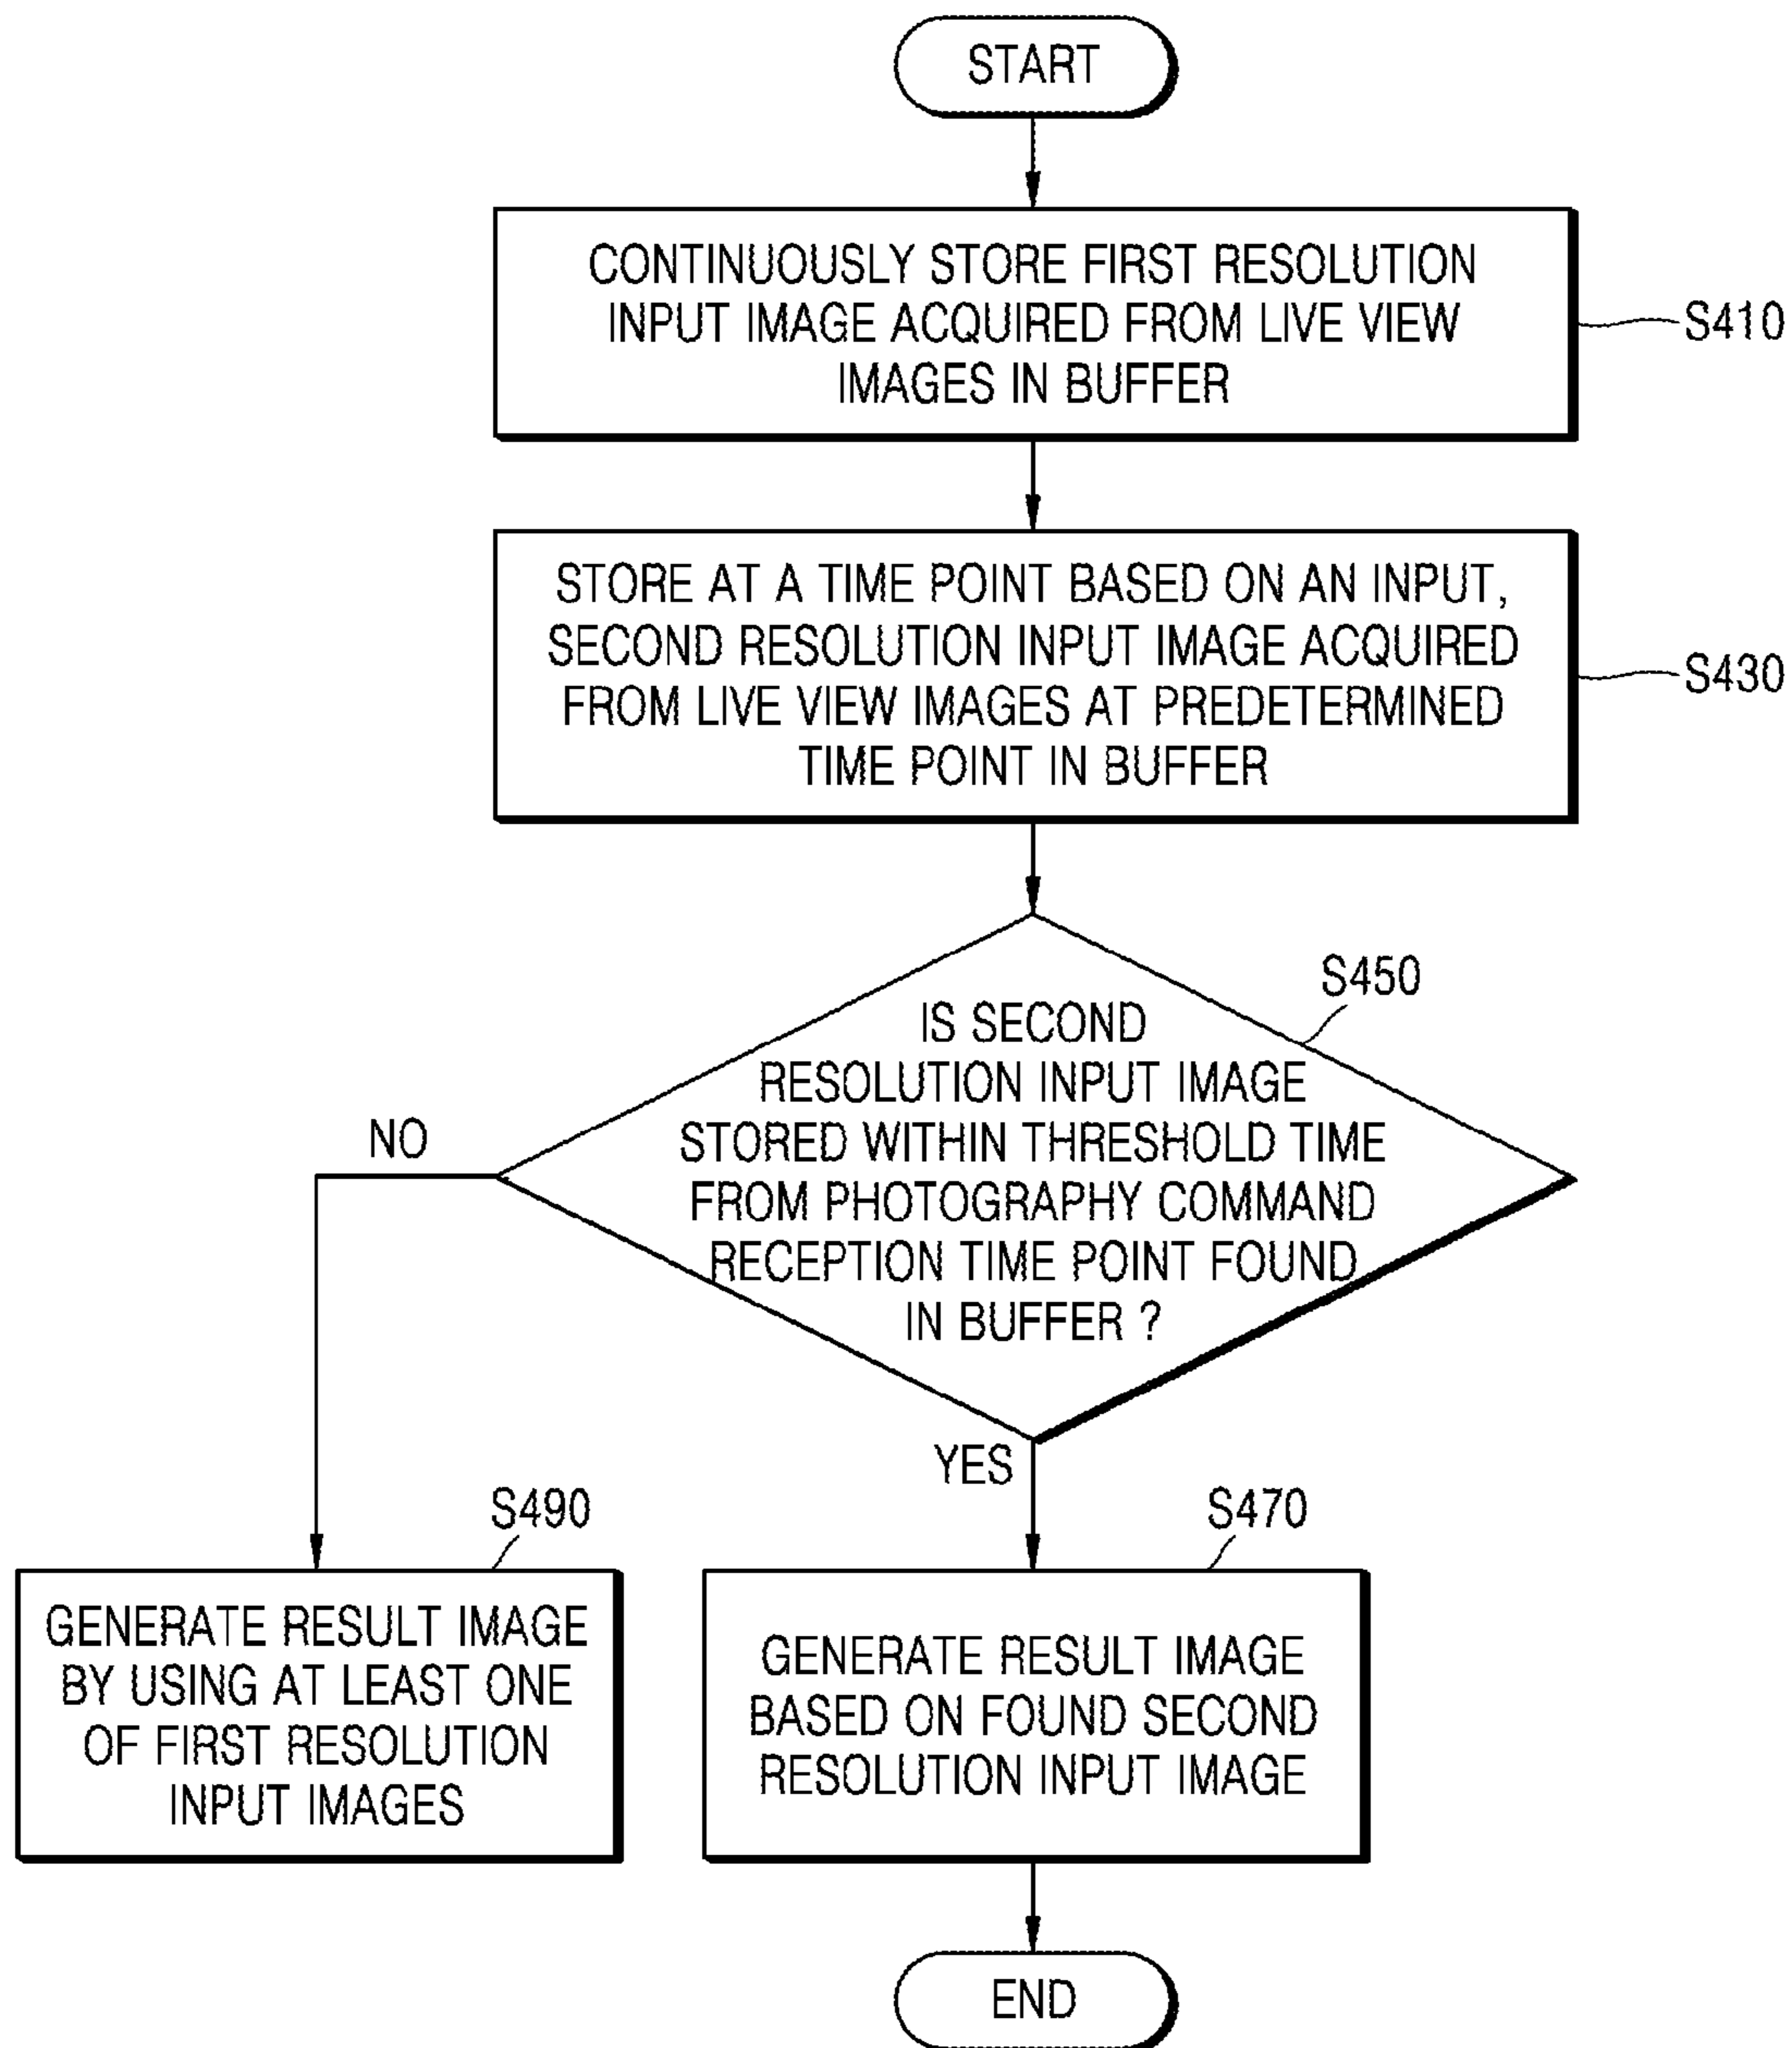 START
CONTINUOUSLY STORE FIRST RESOLUTION
INPUT IMAGE ACQUIRED FROM LIVE VIEW
IMAGES IN BUFFER
S410
STORE AT A TIME POINT BASED ON AN INPUT,
SECOND RESOLUTION INPUT IMAGE ACQUIRED
FROM LIVE VIEW IMAGES AT PREDETERMINED
TIME POINT IN BUFFER
S430
S450
IS SECOND
RESOLUTION INPUT IMAGE
STORED WITHIN THRESHOLD TIME
FROM PHOTOGRAPHY COMMAND
RECEPTION TIME POINT FOUND
IN BUFFER ?
NO
YES
S490
GENERATE RESULT IMAGE
BY USING AT LEAST ONE
OF FIRST RESOLUTION
INPUT IMAGES
S470
GENERATE RESULT IMAGE
BASED ON FOUND SECOND
RESOLUTION INPUT IMAGE
END